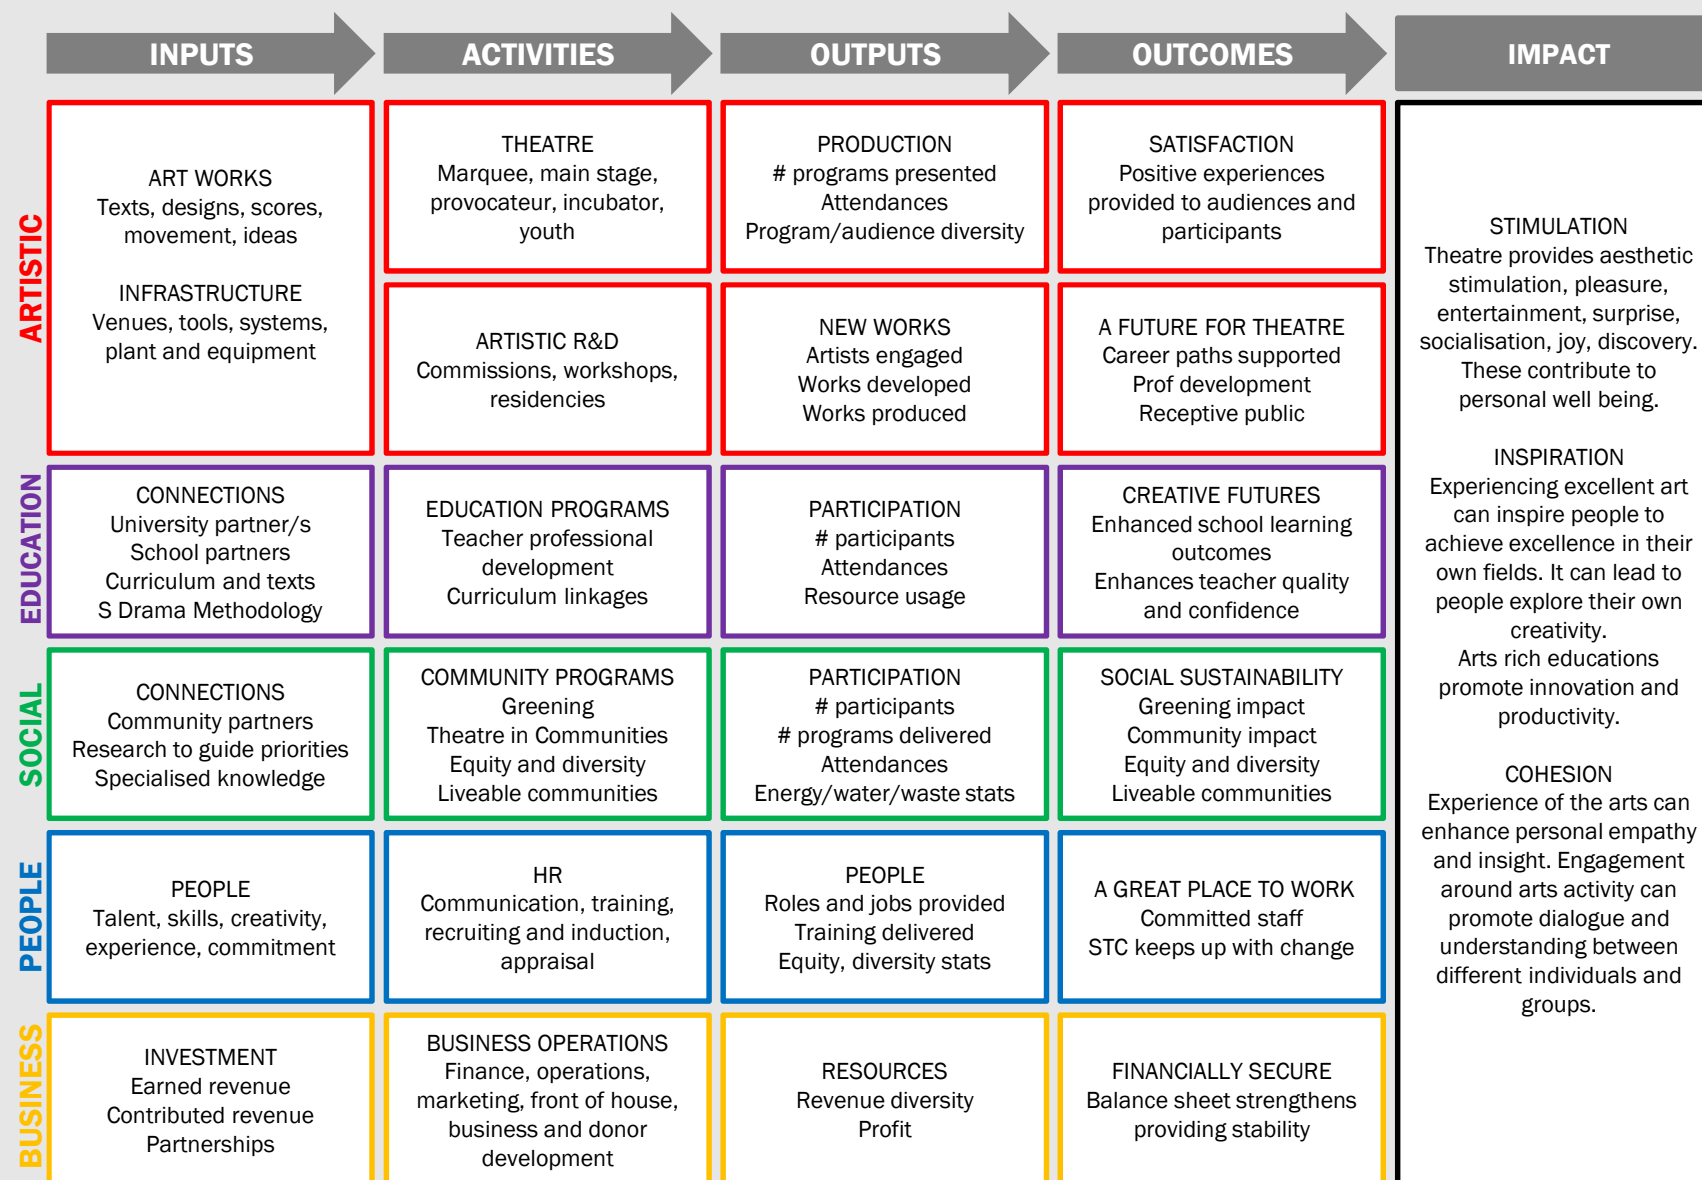 INPUTS
ACTIVITIES
OUTPUTS
OUTCOMES
IMPACT
ARTISTIC
ART WORKS
Texts, designs, scores,
movement, ideas
INFRASTRUCTURE
Venues, tools, systems,
plant and equipment
THEATRE
Marquee, main stage,
provocateur, incubator,
youth
PRODUCTION
# programs presented
Attendances
Program/audience diversity
SATISFACTION
Positive experiences
provided to audiences and
participants
ARTISTIC R&D
Commissions, workshops,
residencies
NEW WORKS
Artists engaged
Works developed
Works produced
A FUTURE FOR THEATRE
Career paths supported
Prof development
Receptive public
EDUCATION
CONNECTIONS
University partner/s
School partners
Curriculum and texts
S Drama Methodology
EDUCATION PROGRAMS
Teacher professional
development
Curriculum linkages
PARTICIPATION
# participants
Attendances
Resource usage
CREATIVE FUTURES
Enhanced school learning
outcomes
Enhances teacher quality
and confidence
SOCIAL
CONNECTIONS
Community partners
Research to guide priorities
Specialised knowledge
COMMUNITY PROGRAMS
Greening
Theatre in Communities
Equity and diversity
Liveable communities
PARTICIPATION
# participants
# programs delivered
Attendances
Energy/water/waste stats
SOCIAL SUSTAINABILITY
Greening impact
Community impact
Equity and diversity
Liveable communities
PEOPLE
PEOPLE
Talent, skills, creativity,
experience, commitment
HR
Communication, training,
recruiting and induction,
appraisal
PEOPLE
Roles and jobs provided
Training delivered
Equity, diversity stats
A GREAT PLACE TO WORK
Committed staff
STC keeps up with change
BUSINESS
INVESTMENT
Earned revenue
Contributed revenue
Partnerships
BUSINESS OPERATIONS
Finance, operations,
marketing, front of house,
business and donor
development
RESOURCES
Revenue diversity
Profit
FINANCIALLY SECURE
Balance sheet strengthens
providing stability
STIMULATION
Theatre provides aesthetic
stimulation, pleasure,
entertainment, surprise,
socialisation, joy, discovery.
These contribute to
personal well being.
INSPIRATION
Experiencing excellent art
can inspire people to
achieve excellence in their
own fields. It can lead to
people explore their own
creativity.
Arts rich educations
promote innovation and
productivity.
COHESION
Experience of the arts can
enhance personal empathy
and insight. Engagement
around arts activity can
promote dialogue and
understanding between
different individuals and
groups.